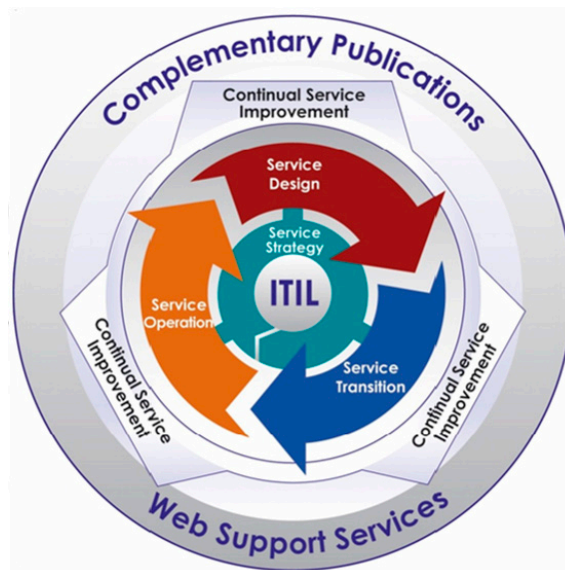 Complementary Publications
Continual Service
Improvement
Service
Design
Service
Strategy
ITIL
Service
Operation
Service
Transition
Continual Service
Improvement
Continual Service
Improvement
Web Support Services